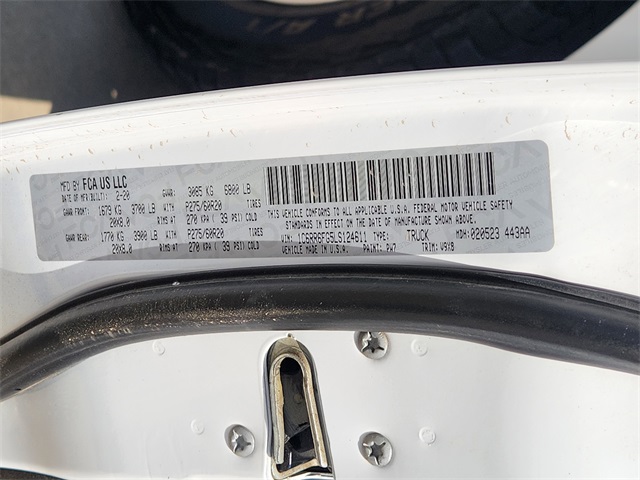 MFD BY FCA US LLC
DATE OF MFR(BUILT): 2-20 GVWR: 3085 KG 6800 LB
GAWR FRONT: 1679 KG 3700 LB WITH P275/60R20 TIRES
20X8.0 RIMS AT 270 KPA( 39 PSI) COLD
GAWR REAR: 1770 KG 3900 LB WITH P275/60R20 TIRES
20X8.0 RIMS AT 270 KPA( 39 PSI) COLD
THIS VEHICLE CONFORMS TO ALL APPLICABLE U.S.A. FEDERAL MOTOR VEHICLE SAFETY
STANDARDS IN EFFECT ON THE DATE OF MANUFACTURE SHOWN ABOVE.
VIN: TYPE: TRUCK MDH:020523 443AA
VEHICLE MADE IN U.S.A. PAINT: PW7 TRIM: V9X8